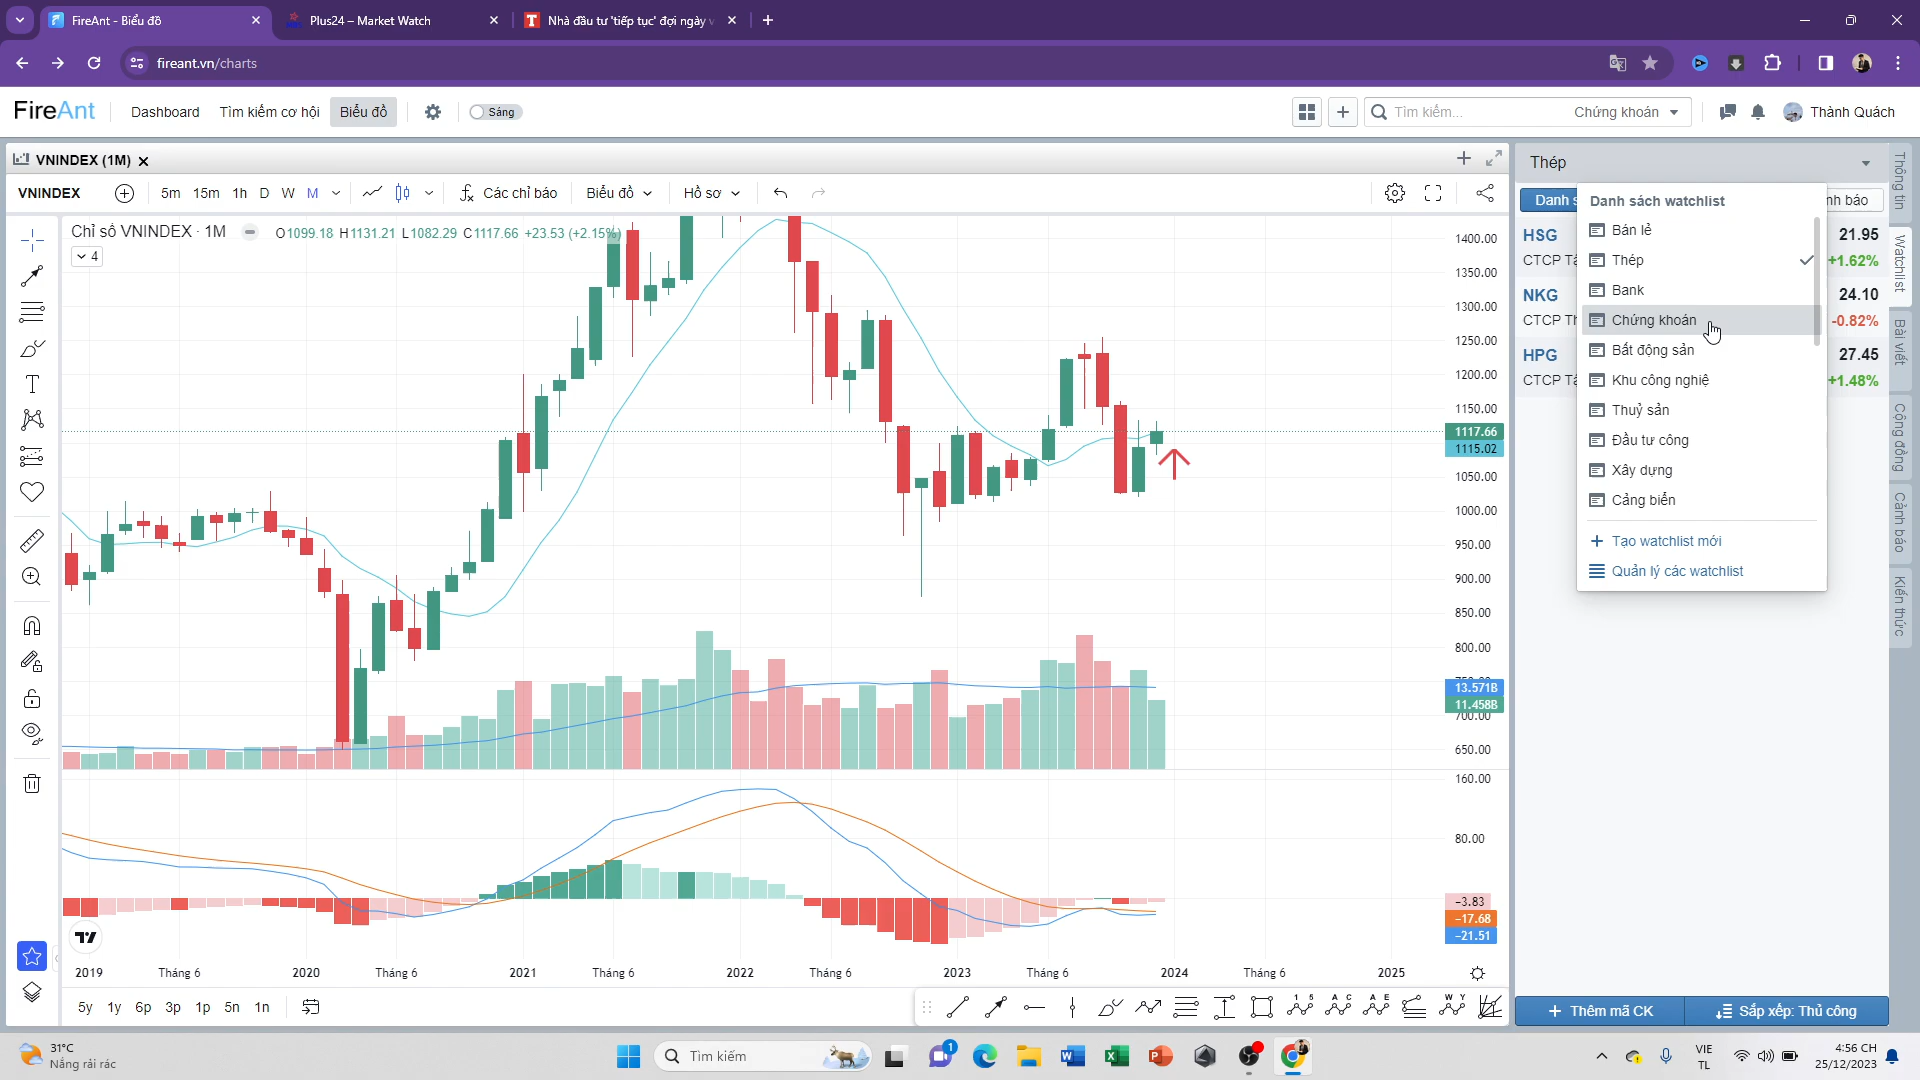 FireAnt - Biểu đồ
Plus24 – Market Watch
Nhà đầu tư 'tiếp tục' đợi ngày
fireant.vn/charts
FireAnt
Dashboard
Tìm kiếm cơ hội
Biểu đồ
Sáng
Tìm kiếm...
Chứng khoán
Thành Quách
VNINDEX (1M)
VNINDEX
5m 15m 1h D W M
Các chỉ báo
Biểu đồ
Hồ sơ
Chỉ số VNINDEX · 1M
O1099.18 H1131.21 L1082.29 C1117.66 +23.53 (+2.15%)
4
1400.00
1350.00
1300.00
1250.00
1200.00
1150.00
1117.66
1115.02
1050.00
1000.00
950.00
900.00
850.00
800.00
13.571B
11.458B
700.00
650.00
160.00
80.00
−3.83
−17.68
−21.51
2019 Tháng 6 2020 Tháng 6 2021 Tháng 6 2022 Tháng 6 2023 Tháng 6 2024 Tháng 6 2025
5y 1y 6p 3p 1p 5n 1n
Thép
Danh s
nh báo
HSG
21.95
CTCP Tậ
+1.62%
NKG
24.10
CTCP Th
-0.82%
HPG
27.45
CTCP Tậ
+1.48%
Danh sách watchlist
Bán lẻ
Thép
Bank
Chứng khoán
Bất động sản
Khu công nghiệ
Thuỷ sản
Đầu tư công
Xây dựng
Cảng biển
Tạo watchlist mới
Quản lý các watchlist
Thông tin
Watchlist
Bài viết
Cộng đồng
Cảnh báo
Kiến thức
Thêm mã CK
Sắp xếp: Thủ công
31°C
Nắng rải rác
Tìm kiếm
1
VIE
TL
4:56 CH
25/12/2023